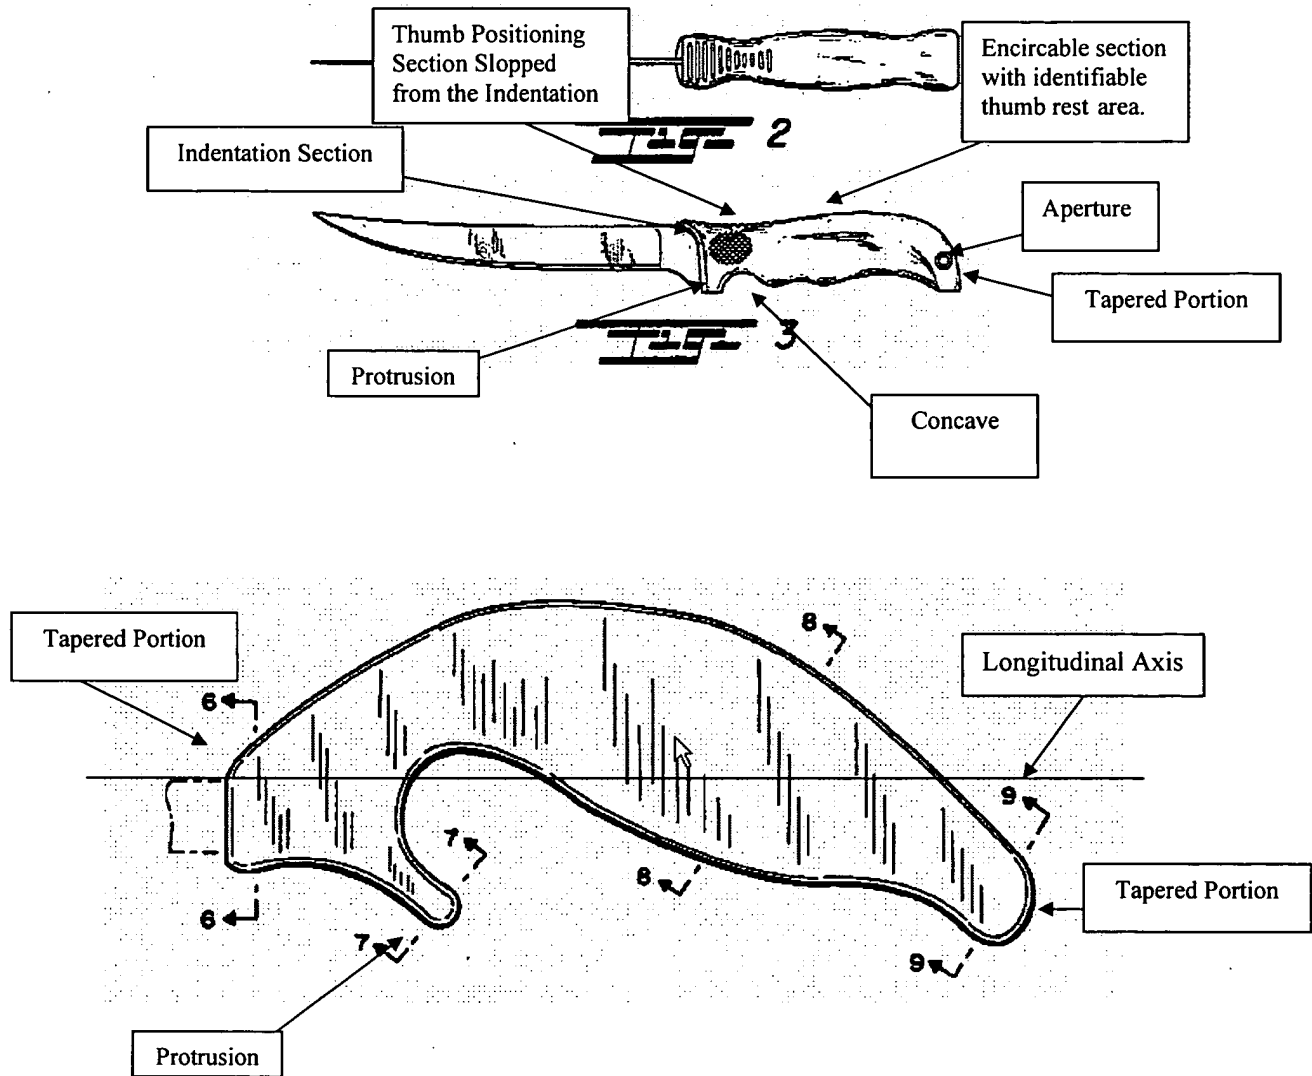 Thumb Positioning
Section Slopped
from the Indentation
Encircable section
with identifiable
thumb rest area.
2
Indentation Section
Aperture
Tapered Portion
3
Protrusion
Concave
Tapered Portion
8
Longitudinal Axis
6
9
7
8
Tapered Portion
6
7
9
Protrusion